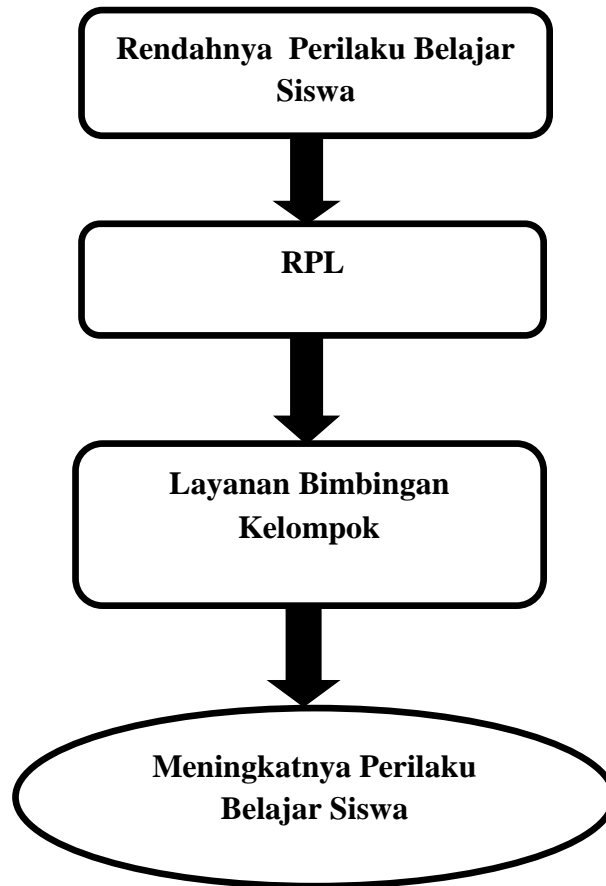 Rendahnya Perilaku Belajar
Siswa
RPL
Layanan Bimbingan
Kelompok
Meningkatnya Perilaku
Belajar Siswa